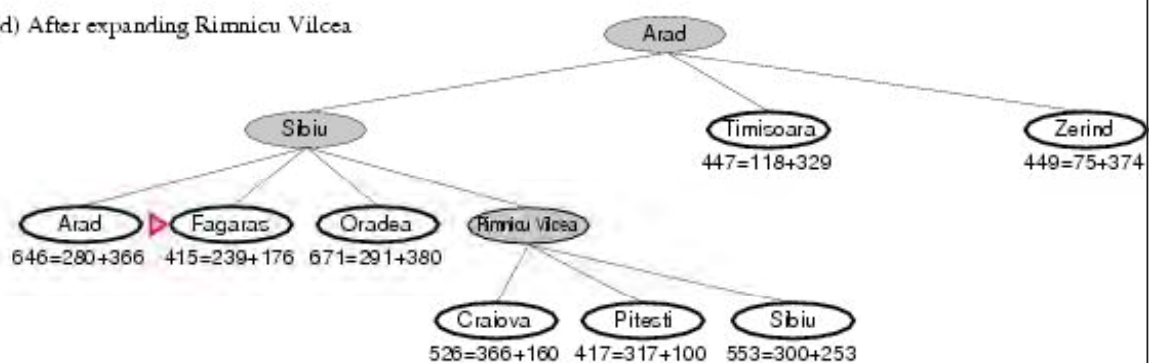 d) After expanding Rimnicu Vilcea
Arad
Sibiu
Timisoara
Zerind
447=118+329
449=75+374
Arad
Fagaras
Oradea
Rimnicu Vilcea
646=280+366
415=239+176
671=291+380
Craiova
Pitesti
Sibiu
526=366+160
417=317+100
553=300+253